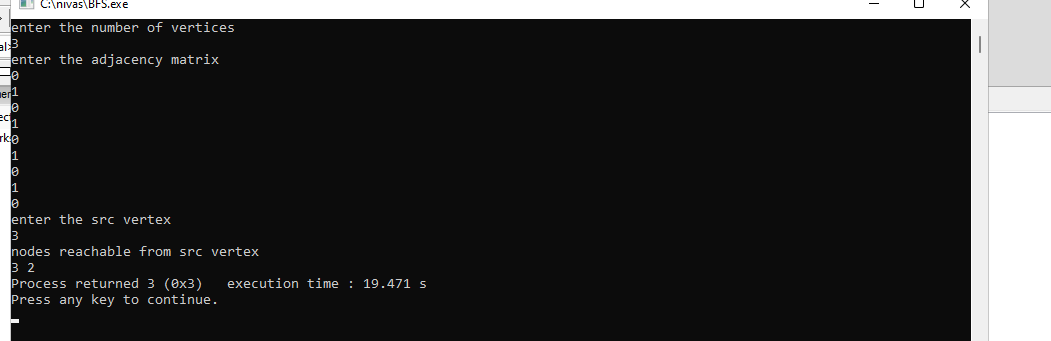 C:\nivas\BFS.exe
enter the number of vertices
3
enter the adjacency matrix
0
1
0
1
0
1
0
1
0
enter the src vertex
3
nodes reachable from src vertex
3 2
Process returned 3 (0x3)   execution time : 19.471 s
Press any key to continue.